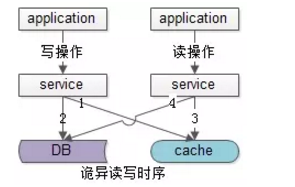 application application
写操作 读操作
service service
1 4
2 3
DB cache
诡异读写时序